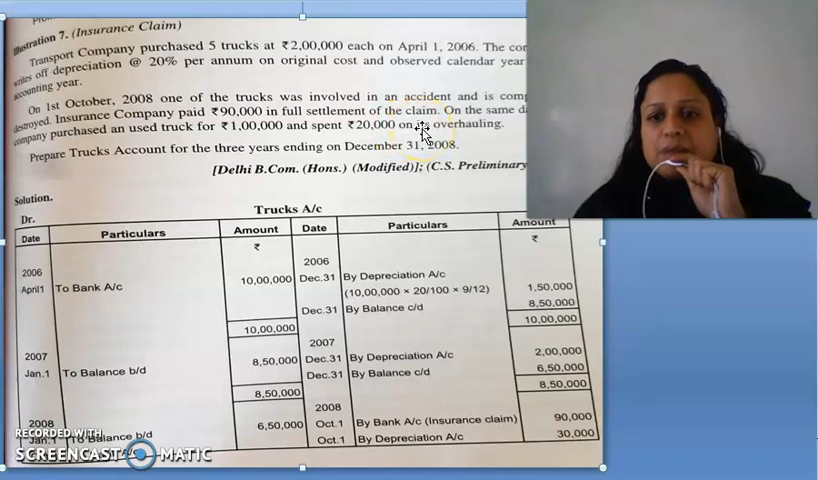 Illustration 7. (Insurance Claim)
Transport Company purchased 5 trucks at ₹2,00,000 each on April 1, 2006. The
writes off depreciation @ 20% per annum on original cost and observed calendar year
accounting year.
On 1st October, 2008 one of the trucks was involved in an accident and is
destroyed. Insurance Company paid ₹90,000 in full settlement of the claim. On the same
company purchased an used truck for ₹1,00,000 and spent ₹20,000 on its overhauling.
Prepare Trucks Account for the three years ending on December 31, 2008.
[Delhi B.Com. (Hons.) (Modified)]; (C.S. Preliminary
Solution.
Trucks A/c
Dr.
Date Particulars Amount Date Particulars Amount
₹ ₹
2006 2006
April1 To Bank A/c 10,00,000 Dec.31 By Depreciation A/c
(10,00,000 × 20/100 × 9/12) 1,50,000
Dec.31 By Balance c/d 8,50,000
10,00,000 10,00,000
2007 2007
Jan.1 To Balance b/d 8,50,000 Dec.31 By Depreciation A/c 2,00,000
Dec.31 By Balance c/d 6,50,000
8,50,000 8,50,000
2008 2008
Jan.1 To Balance b/d 6,50,000 Oct.1 By Bank A/c (Insurance claim) 90,000
Oct.1 By Depreciation A/c 30,000
RECORDED WITH
SCREENCAST MATIC